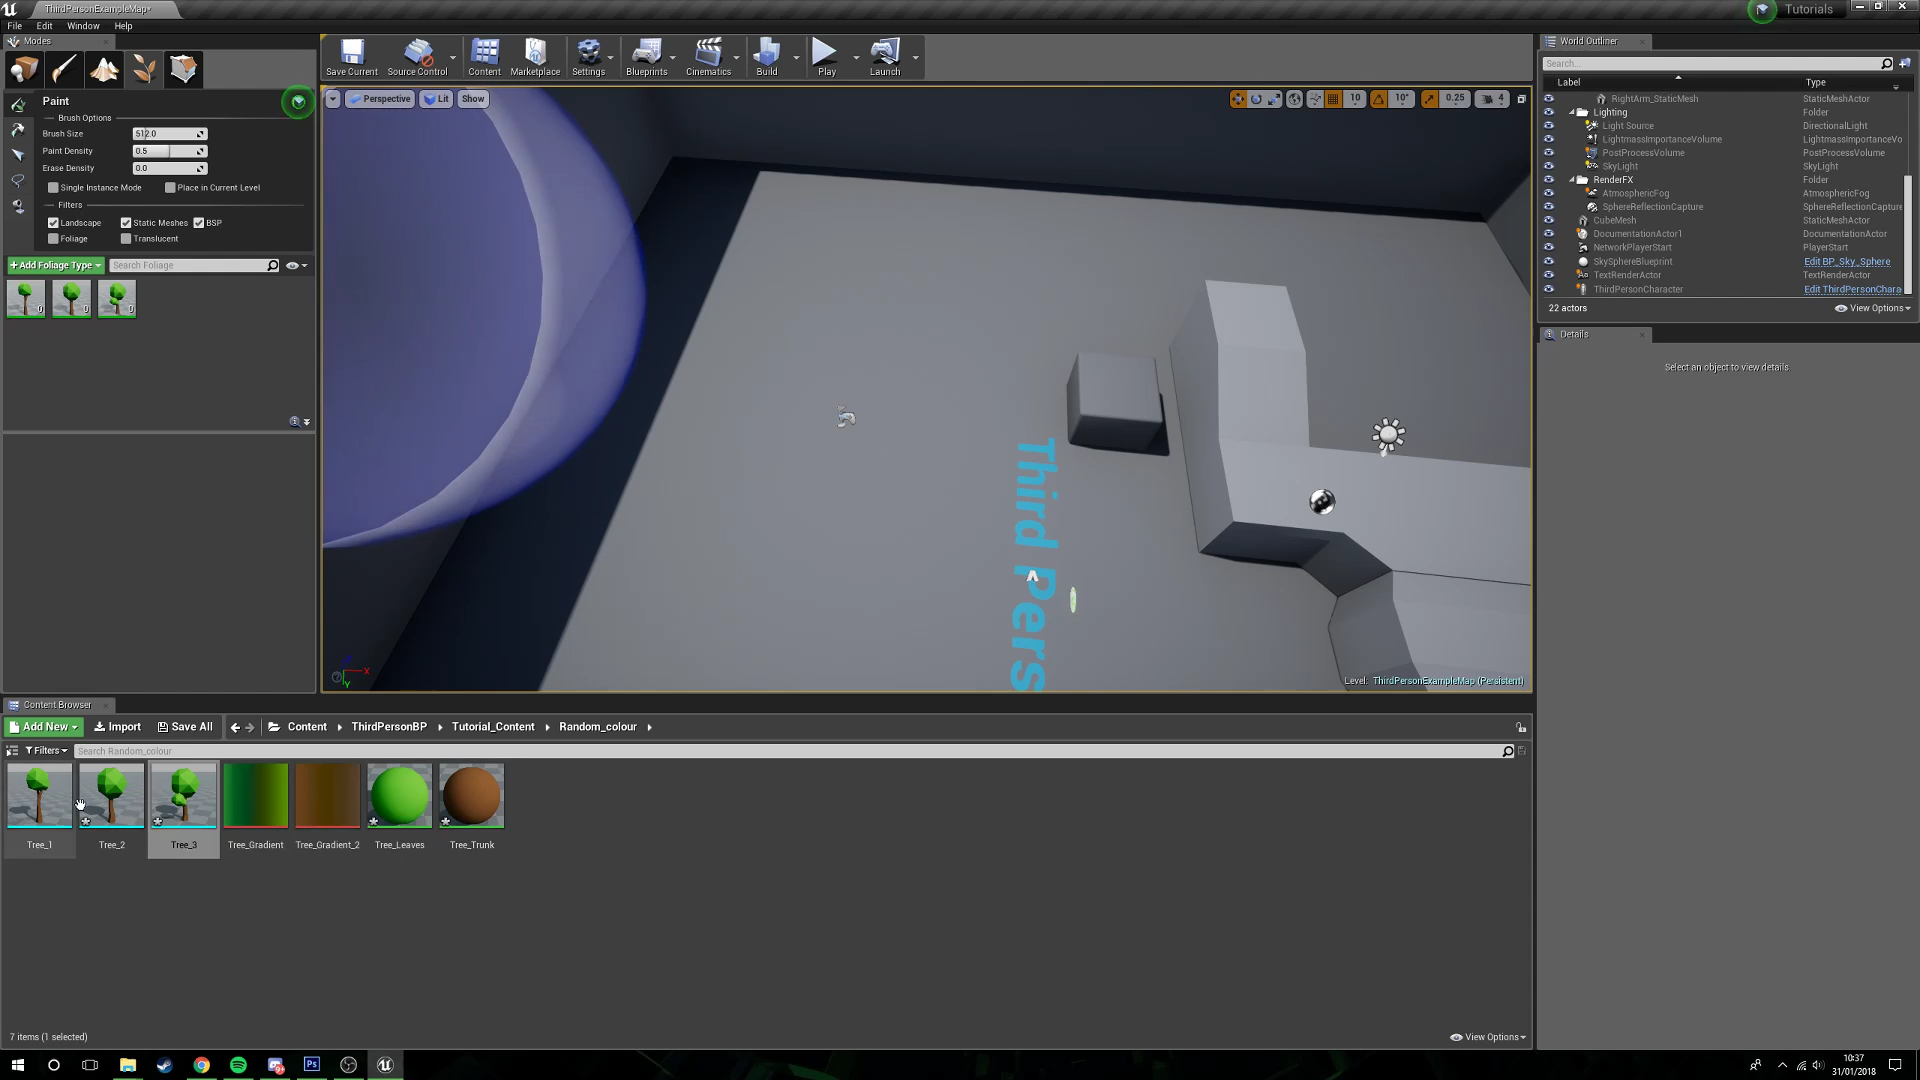 ThirdPersonExampleMap*
Tutorials
File Edit Window Help
Modes
Save Current Source Control Content Marketplace Settings Blueprints Cinematics Build Play Launch
Paint
Brush Options
Brush Size 512.0
Paint Density 0.5
Erase Density 0.0
Single Instance Mode Place in Current Level
Filters
Landscape Static Meshes BSP
Foliage Translucent
+Add Foliage Type Search Foliage
0 0 0
Perspective Lit Show
10 10° 0.25 4
Third Pers
X
Y
Level: ThirdPersonExampleMap (Persistent)
World Outliner
Search...
Label Type
RightArm_StaticMesh StaticMeshActor
Lighting Folder
Light Source DirectionalLight
LightmassImportanceVolume LightmassImportanceVo
PostProcessVolume PostProcessVolume
SkyLight SkyLight
RenderFX Folder
AtmosphericFog AtmosphericFog
SphereReflectionCapture SphereReflectionCapture
CubeMesh StaticMeshActor
DocumentationActor1 DocumentationActor
NetworkPlayerStart PlayerStart
SkySphereBlueprint Edit BP_Sky_Sphere
TextRenderActor TextRenderActor
ThirdPersonCharacter Edit ThirdPersonChara
22 actors View Options
Details
Select an object to view details.
Content Browser
Add New Import Save All Content ThirdPersonBP Tutorial_Content Random_colour
Filters Search Random_colour
Tree_1 Tree_2 Tree_3 Tree_Gradient Tree_Gradient_2 Tree_Leaves Tree_Trunk
7 items (1 selected) View Options
Ps
10:37
31/01/2018